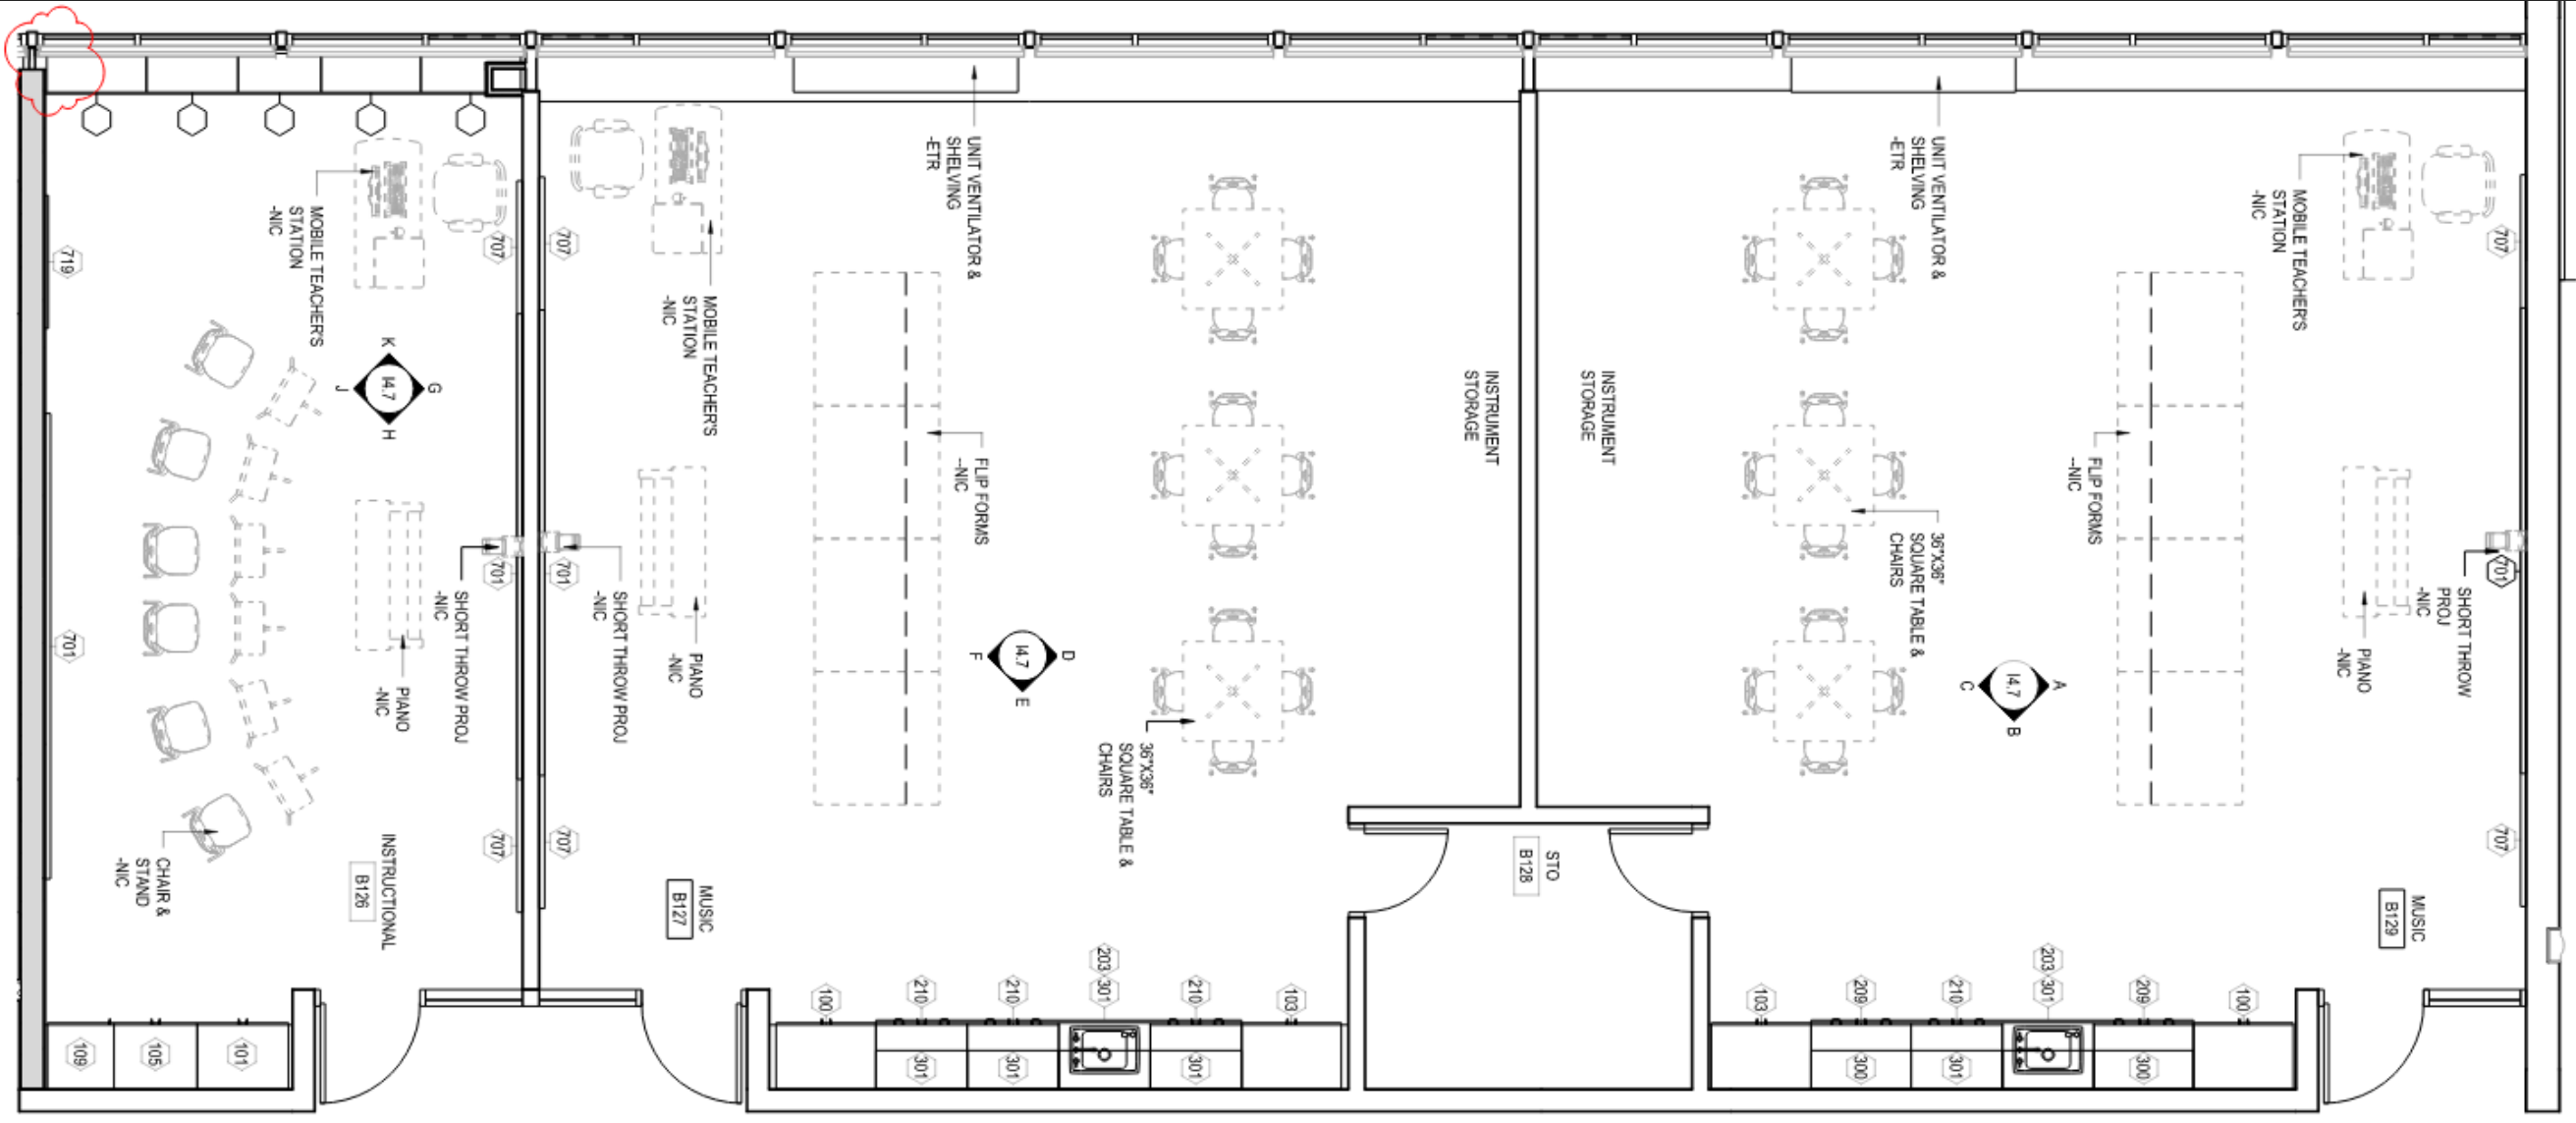 719
701
MOBILE TEACHER'S
STATION
-NIC
K
G
J
H
I4.7
707
701
707
SHORT THROW PROJ
-NIC
PIANO
-NIC
CHAIR &
STAND
-NIC
INSTRUCTIONAL
B126
109
105
101
707
701
707
MOBILE TEACHER'S
STATION
-NIC
SHORT THROW PROJ
-NIC
PIANO
-NIC
MUSIC
B127
UNIT VENTILATOR &
SHELVING
-ETR
FLIP FORMS
--NIC
D
F
E
I4.7
36"X36"
SQUARE TABLE &
CHAIRS
INSTRUMENT
STORAGE
100
210
210
203
301
210
103
301
301
301
STO
B128
INSTRUMENT
STORAGE
UNIT VENTILATOR &
SHELVING
-ETR
36"X36"
SQUARE TABLE &
CHAIRS
A
C
B
I4.7
FLIP FORMS
--NIC
MOBILE TEACHER'S
STATION
-NIC
707
701
707
SHORT THROW
PROJ
-NIC
PIANO
-NIC
MUSIC
B129
103
209
210
203
301
209
100
300
301
300